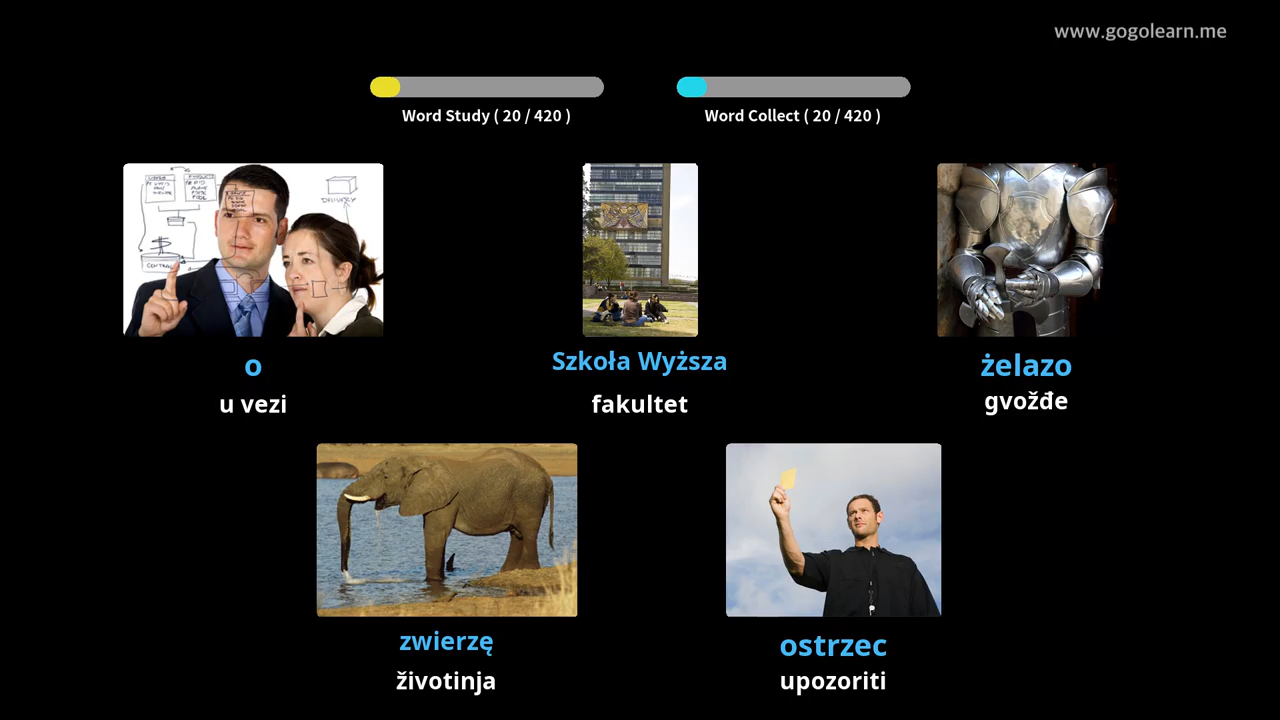 www.gogolearn.me
Word Study ( 20 / 420 )
Word Collect ( 20 / 420 )
o
u vezi
Szkoła Wyższa
fakultet
żelazo
gvožđe
zwierzę
životinja
ostrzec
upozoriti